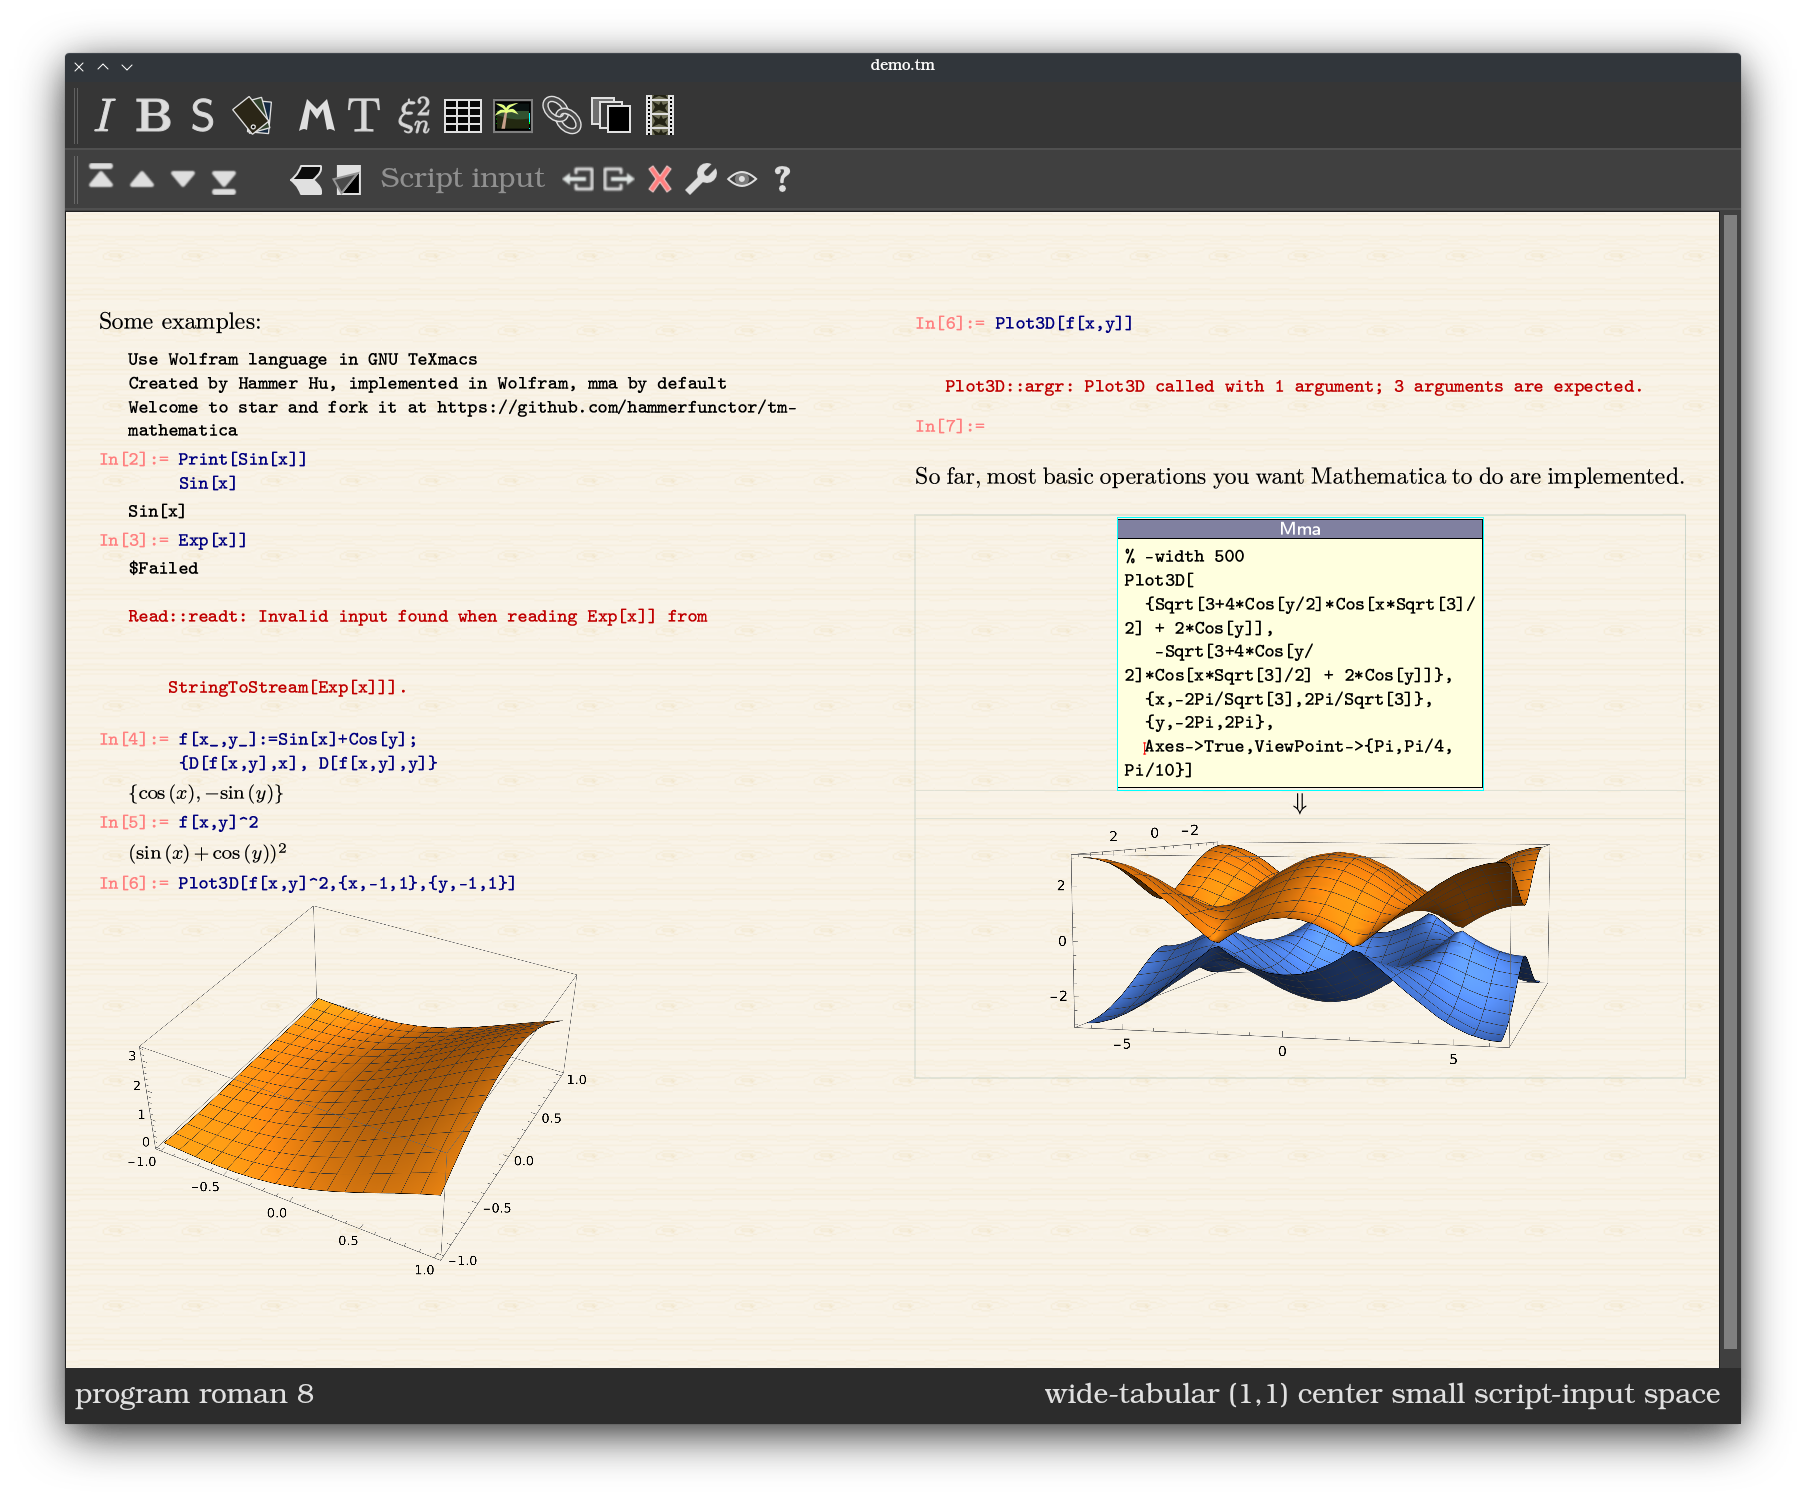 demo.tm
I B S M T ξ2n
Script input ?
Some examples:
Use Wolfram language in GNU TeXmacs
Created by Hammer Hu, implemented in Wolfram, mma by default
Welcome to star and fork it at https://github.com/hammerfunctor/tm-
mathematica
In[2]:= Print[Sin[x]]
Sin[x]
Sin[x]
In[3]:= Exp[x]]
$Failed
Read::readt: Invalid input found when reading Exp[x]] from
StringToStream[Exp[x]]].
In[4]:= f[x_,y_]:=Sin[x]+Cos[y];
{D[f[x,y],x], D[f[x,y],y]}
{cos (x), −sin (y)}
In[5]:= f[x,y]^2
(sin (x) + cos (y))²
In[6]:= Plot3D[f[x,y]^2,{x,-1,1},{y,-1,1}]
3
2
1
0
−1.0
−0.5
0.0
0.5
1.0
−1.0
−0.5
0.0
0.5
1.0
In[6]:= Plot3D[f[x,y]]
Plot3D::argr: Plot3D called with 1 argument; 3 arguments are expected.
In[7]:=
So far, most basic operations you want Mathematica to do are implemented.
Mma
% -width 500
Plot3D[
{Sqrt[3+4*Cos[y/2]*Cos[x*Sqrt[3]/
2] + 2*Cos[y]],
-Sqrt[3+4*Cos[y/
2]*Cos[x*Sqrt[3]/2] + 2*Cos[y]]},
{x,-2Pi/Sqrt[3],2Pi/Sqrt[3]},
{y,-2Pi,2Pi},
Axes->True,ViewPoint->{Pi,Pi/4,
Pi/10}]
⇓
2 0 −2
2
0
−2
−5 0 5
program roman 8
wide-tabular (1,1) center small script-input space